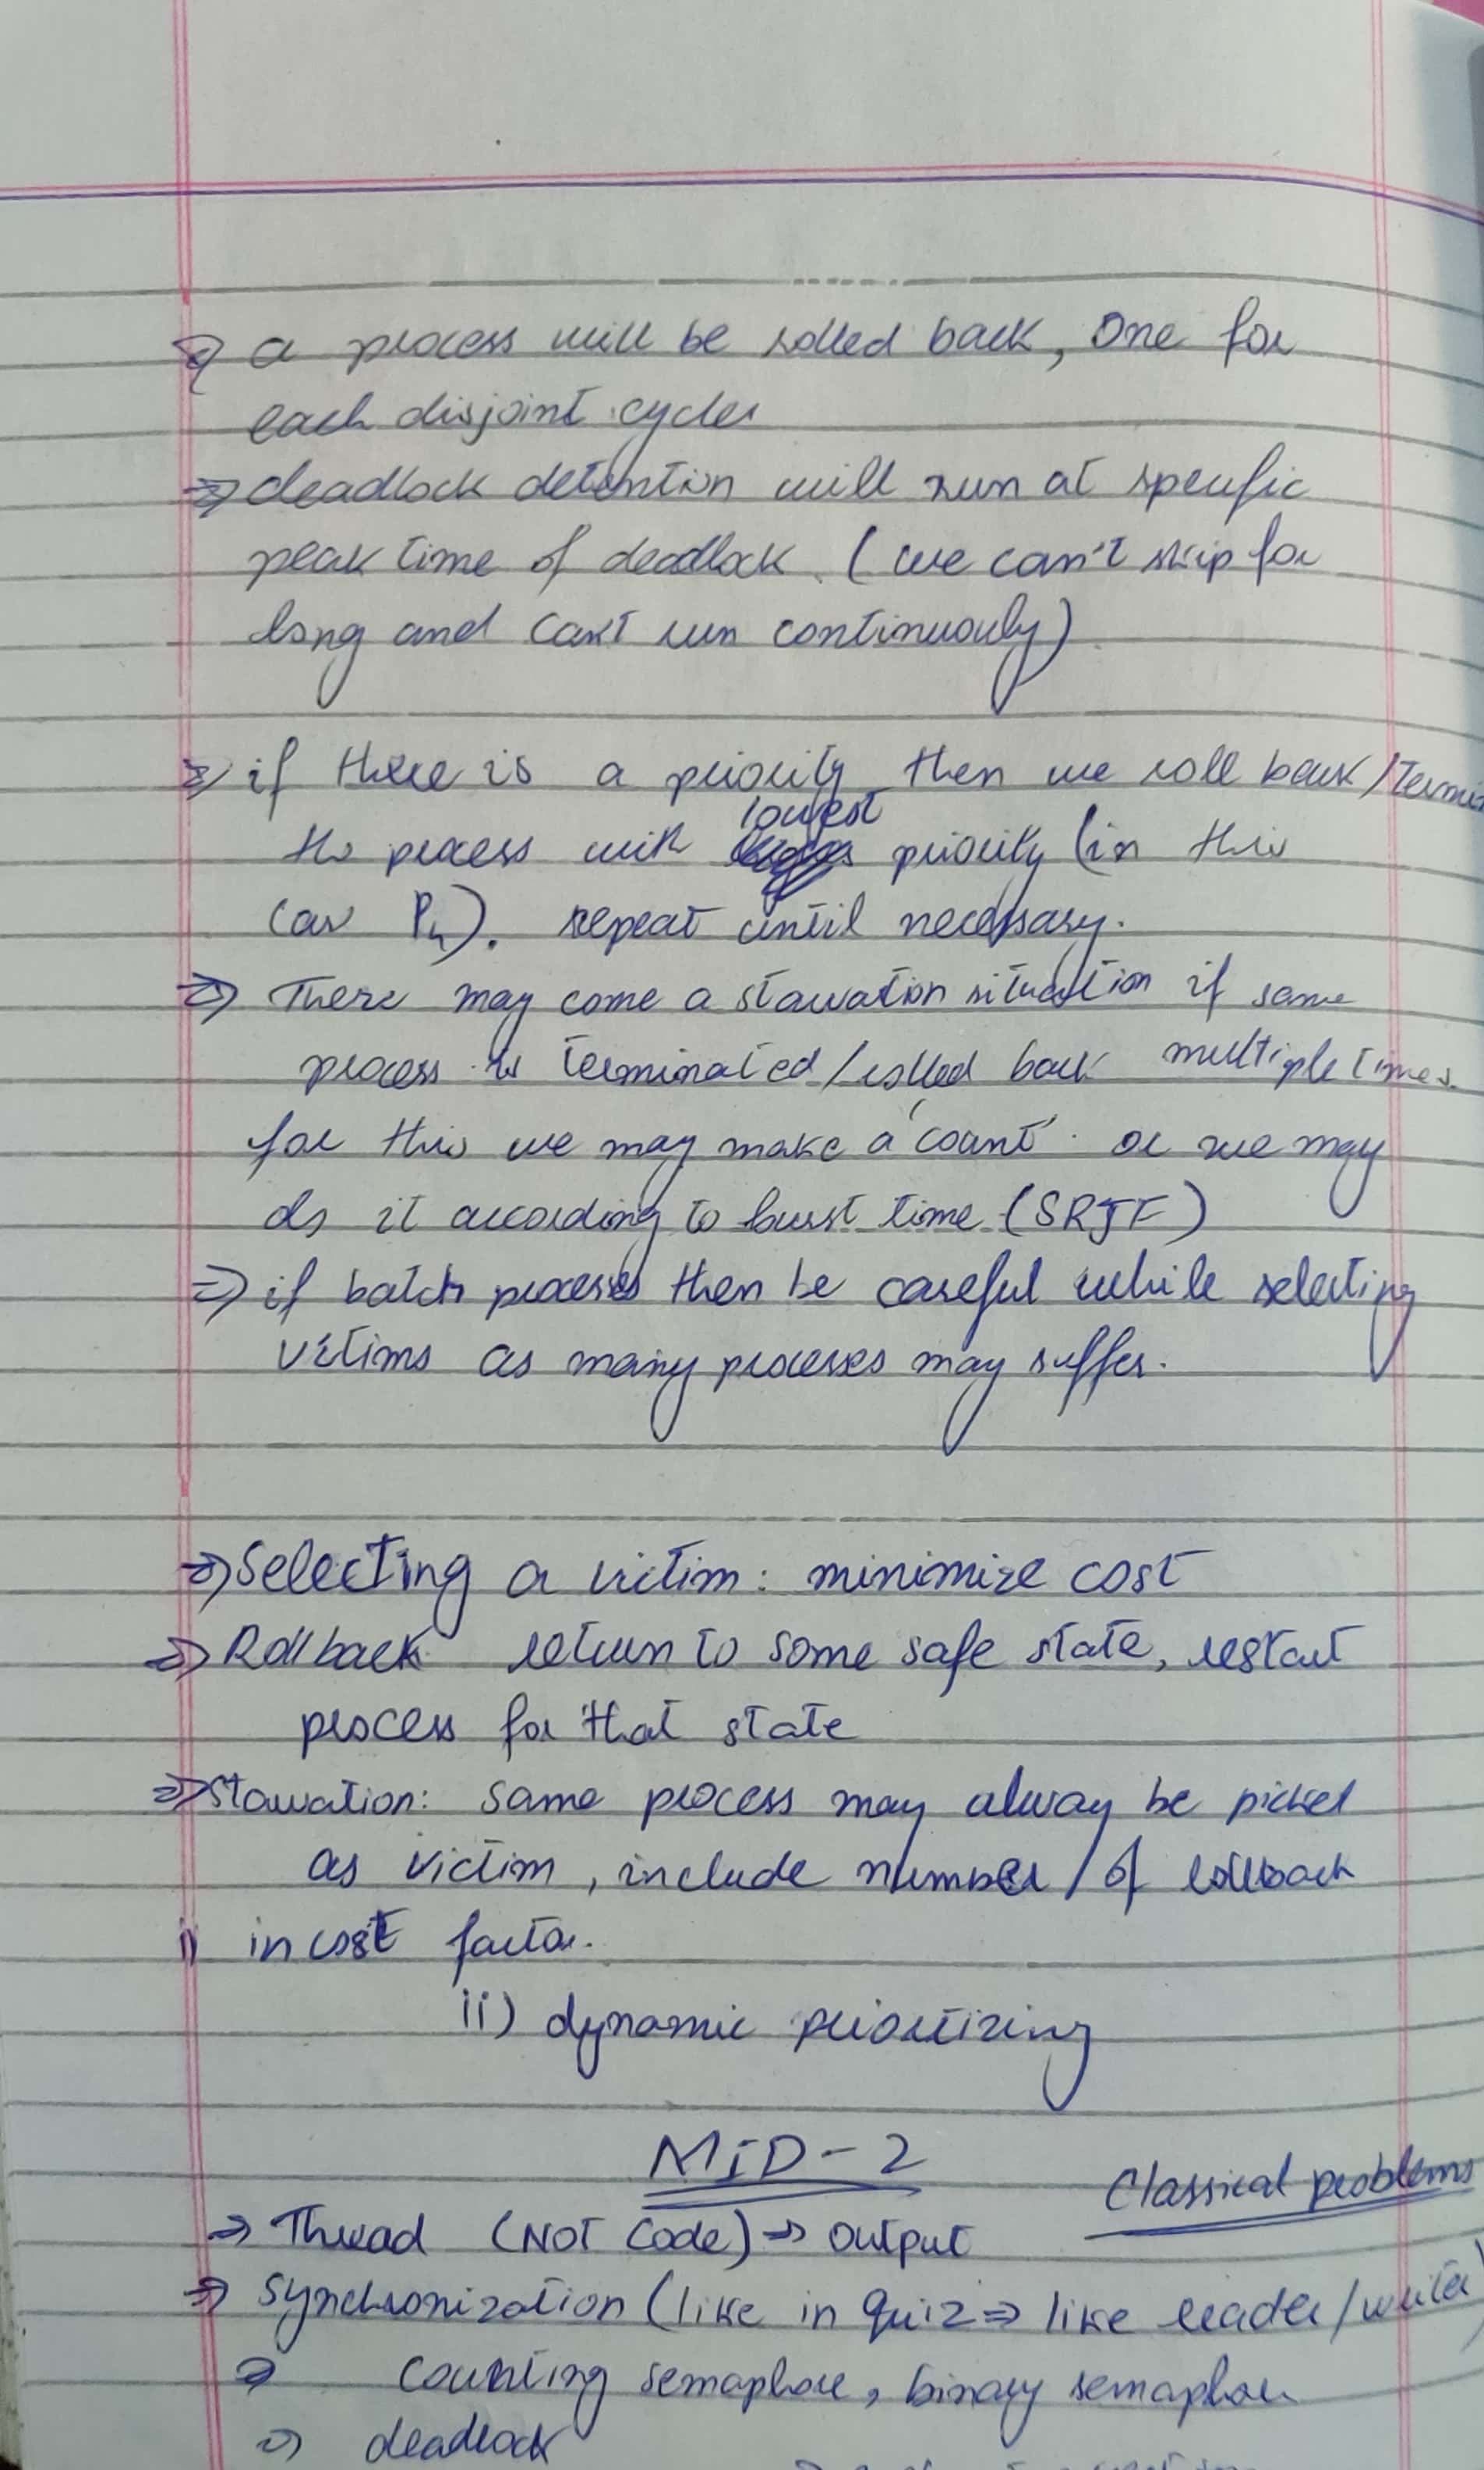 ⇒ a process will be rolled back, one for
each disjoint cycles
⇒ deadlock detention will run at specific
peak time of deadlock. (we can't skip for
long and can't run continuouly)
⇒ if there is a priority then we roll back/Termi
the process with lowest priority (in this
case P4). repeat until necessary.
⇒ There may come a starvation situation if same
process is terminated/rolled back multiple times.
for this we may make a 'count'. or we may
do it according to burst time (SRJF)
⇒ if batch processes then be careful while selecting
victims as many processes may suffer.
⇒ Selecting a victim: minimize cost
⇒ Rollback return to some safe state, restart
process for that state
⇒ starvation: same process may alway be picked
as victim, include number / of rollback
i) in cost factor.
ii) dynamic prioritizing
MID-2
Classical problems
⇒ Thread (NOT Code) → output
⇒ synchronization (like in quiz ⇒ like reader/writer)
⇒ Counting semaphore, binary semaphore
⇒ deadlock